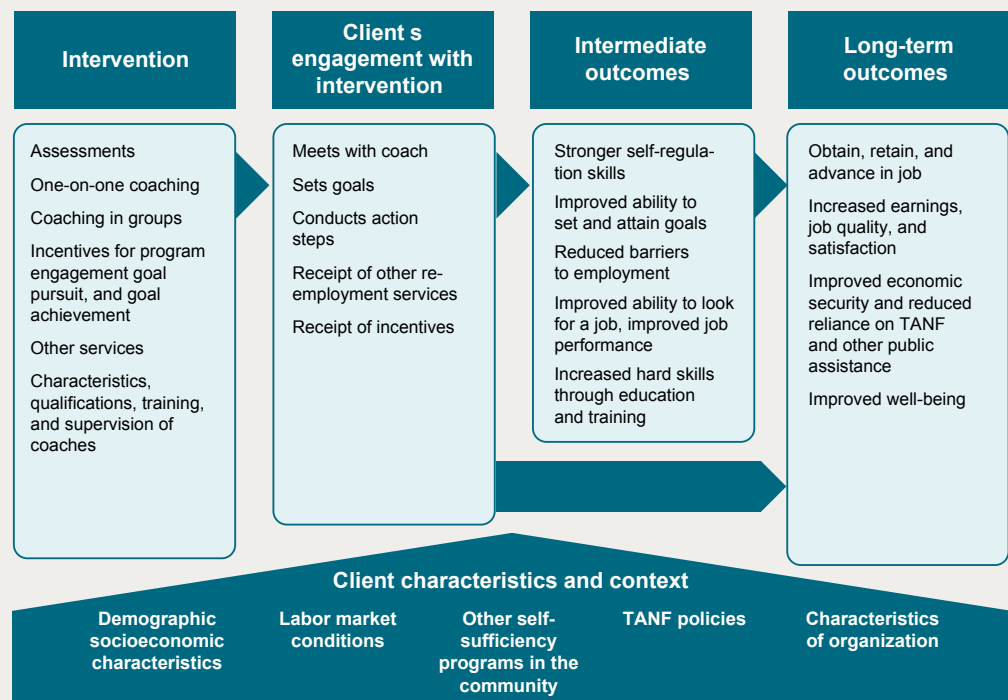 Intervention
Client s
engagement with
intervention
Intermediate
outcomes
Long-term
outcomes
Assessments
One-on-one coaching
Coaching in groups
Incentives for program
engagement goal
pursuit, and goal
achievement
Other services
Characteristics,
qualifications, training,
and supervision of
coaches
Meets with coach
Sets goals
Conducts action
steps
Receipt of other re-
employment services
Receipt of incentives
Stronger self-regula-
tion skills
Improved ability to
set and attain goals
Reduced barriers
to employment
Improved ability to look
for a job, improved job
performance
Increased hard skills
through education
and training
Obtain, retain, and
advance in job
Increased earnings,
job quality, and
satisfaction
Improved economic
security and reduced
reliance on TANF
and other public
assistance
Improved well-being
Client characteristics and context
Demographic
socioeconomic
characteristics
Labor market
conditions
Other self-
sufficiency
programs in the
community
TANF policies
Characteristics
of organization